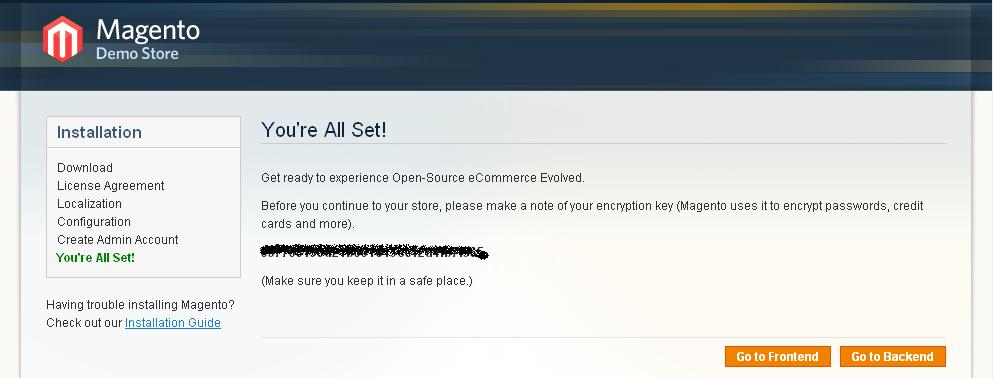 Magento
Demo Store
Installation
Download
License Agreement
Localization
Configuration
Create Admin Account
You're All Set!
Having trouble installing Magento?
Check out our Installation Guide
You're All Set!
Get ready to experience Open-Source eCommerce Evolved.
Before you continue to your store, please make a note of your encryption key (Magento uses it to encrypt passwords, credit
cards and more).
(Make sure you keep it in a safe place.)
Go to Frontend
Go to Backend